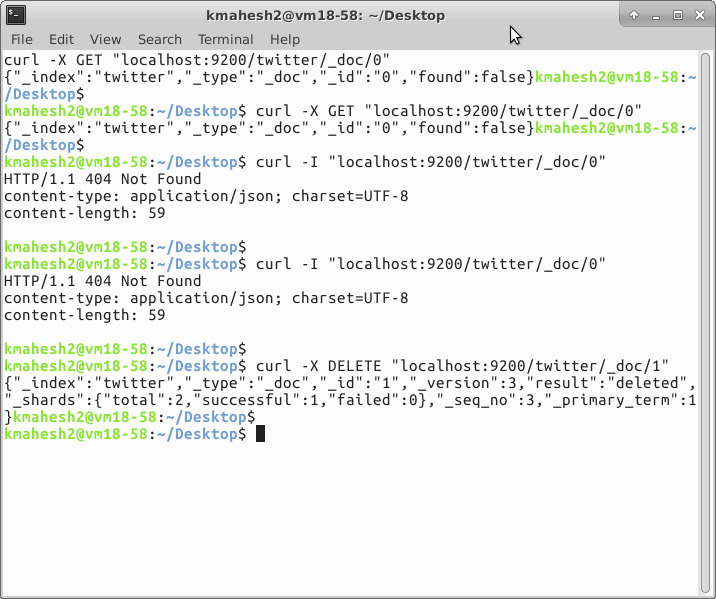 kmahesh2@vm18-58: ~/Desktop
File Edit View Search Terminal Help
curl -X GET "localhost:9200/twitter/_doc/0"
{"_index":"twitter","_type":"_doc","_id":"0","found":false}kmahesh2@vm18-58:~
/Desktop$
kmahesh2@vm18-58:~/Desktop$ curl -X GET "localhost:9200/twitter/_doc/0"
{"_index":"twitter","_type":"_doc","_id":"0","found":false}kmahesh2@vm18-58:~
/Desktop$
kmahesh2@vm18-58:~/Desktop$ curl -I "localhost:9200/twitter/_doc/0"
HTTP/1.1 404 Not Found
content-type: application/json; charset=UTF-8
content-length: 59
kmahesh2@vm18-58:~/Desktop$
kmahesh2@vm18-58:~/Desktop$ curl -I "localhost:9200/twitter/_doc/0"
HTTP/1.1 404 Not Found
content-type: application/json; charset=UTF-8
content-length: 59
kmahesh2@vm18-58:~/Desktop$
kmahesh2@vm18-58:~/Desktop$ curl -X DELETE "localhost:9200/twitter/_doc/1"
{"_index":"twitter","_type":"_doc","_id":"1","_version":3,"result":"deleted",
"_shards":{"total":2,"successful":1,"failed":0},"_seq_no":3,"_primary_term":1
}kmahesh2@vm18-58:~/Desktop$
kmahesh2@vm18-58:~/Desktop$